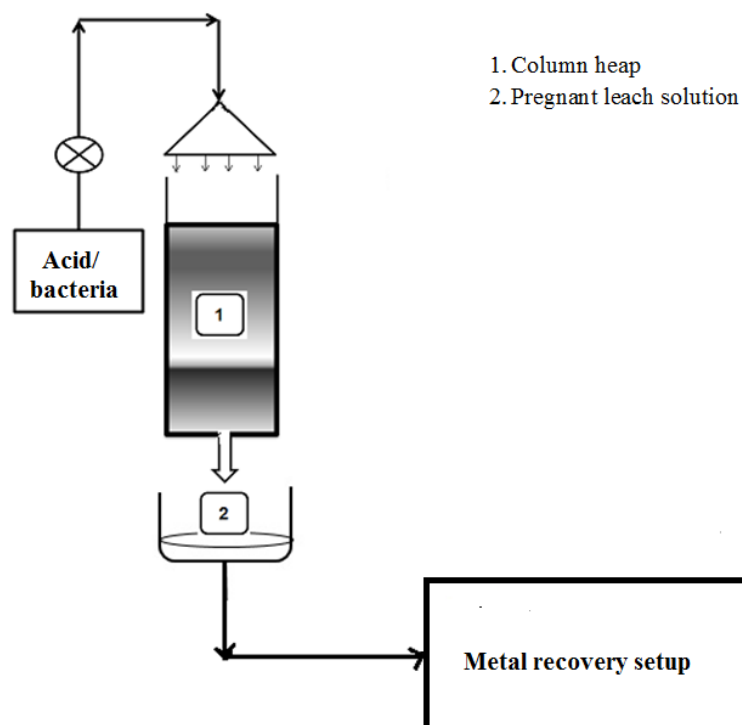 1. Column heap
2. Pregnant leach solution
Acid/
bacteria
1
2
Metal recovery setup